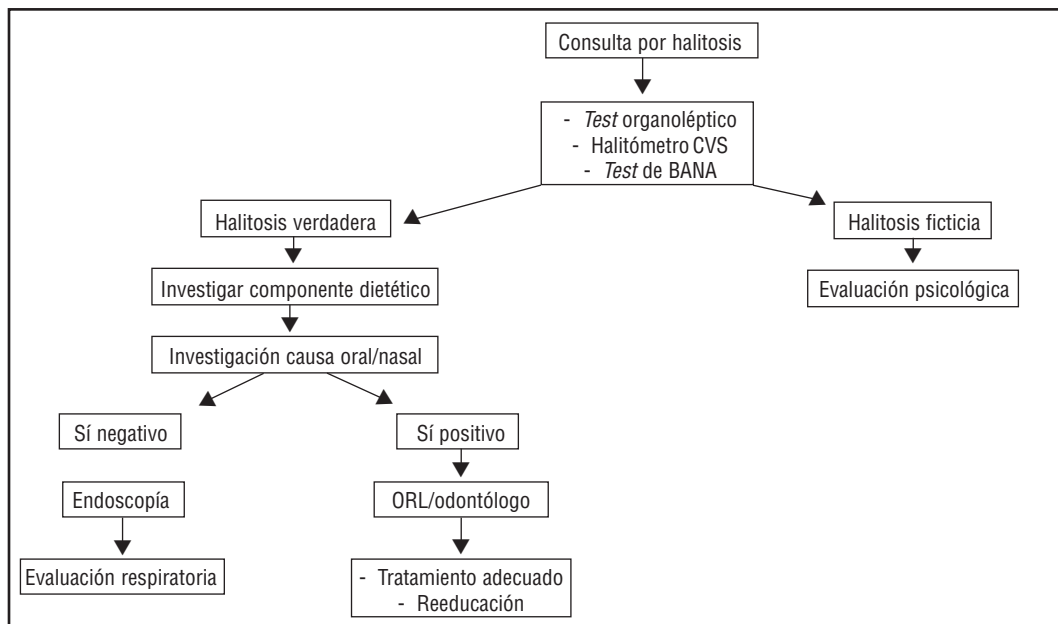 Consulta por halitosis
- Test organoléptico
- Halitómetro CVS
- Test de BANA
Halitosis verdadera
Halitosis ficticia
Investigar componente dietético
Evaluación psicológica
Investigación causa oral/nasal
Sí negativo
Sí positivo
Endoscopía
ORL/odontólogo
Evaluación respiratoria
- Tratamiento adecuado
- Reeducación